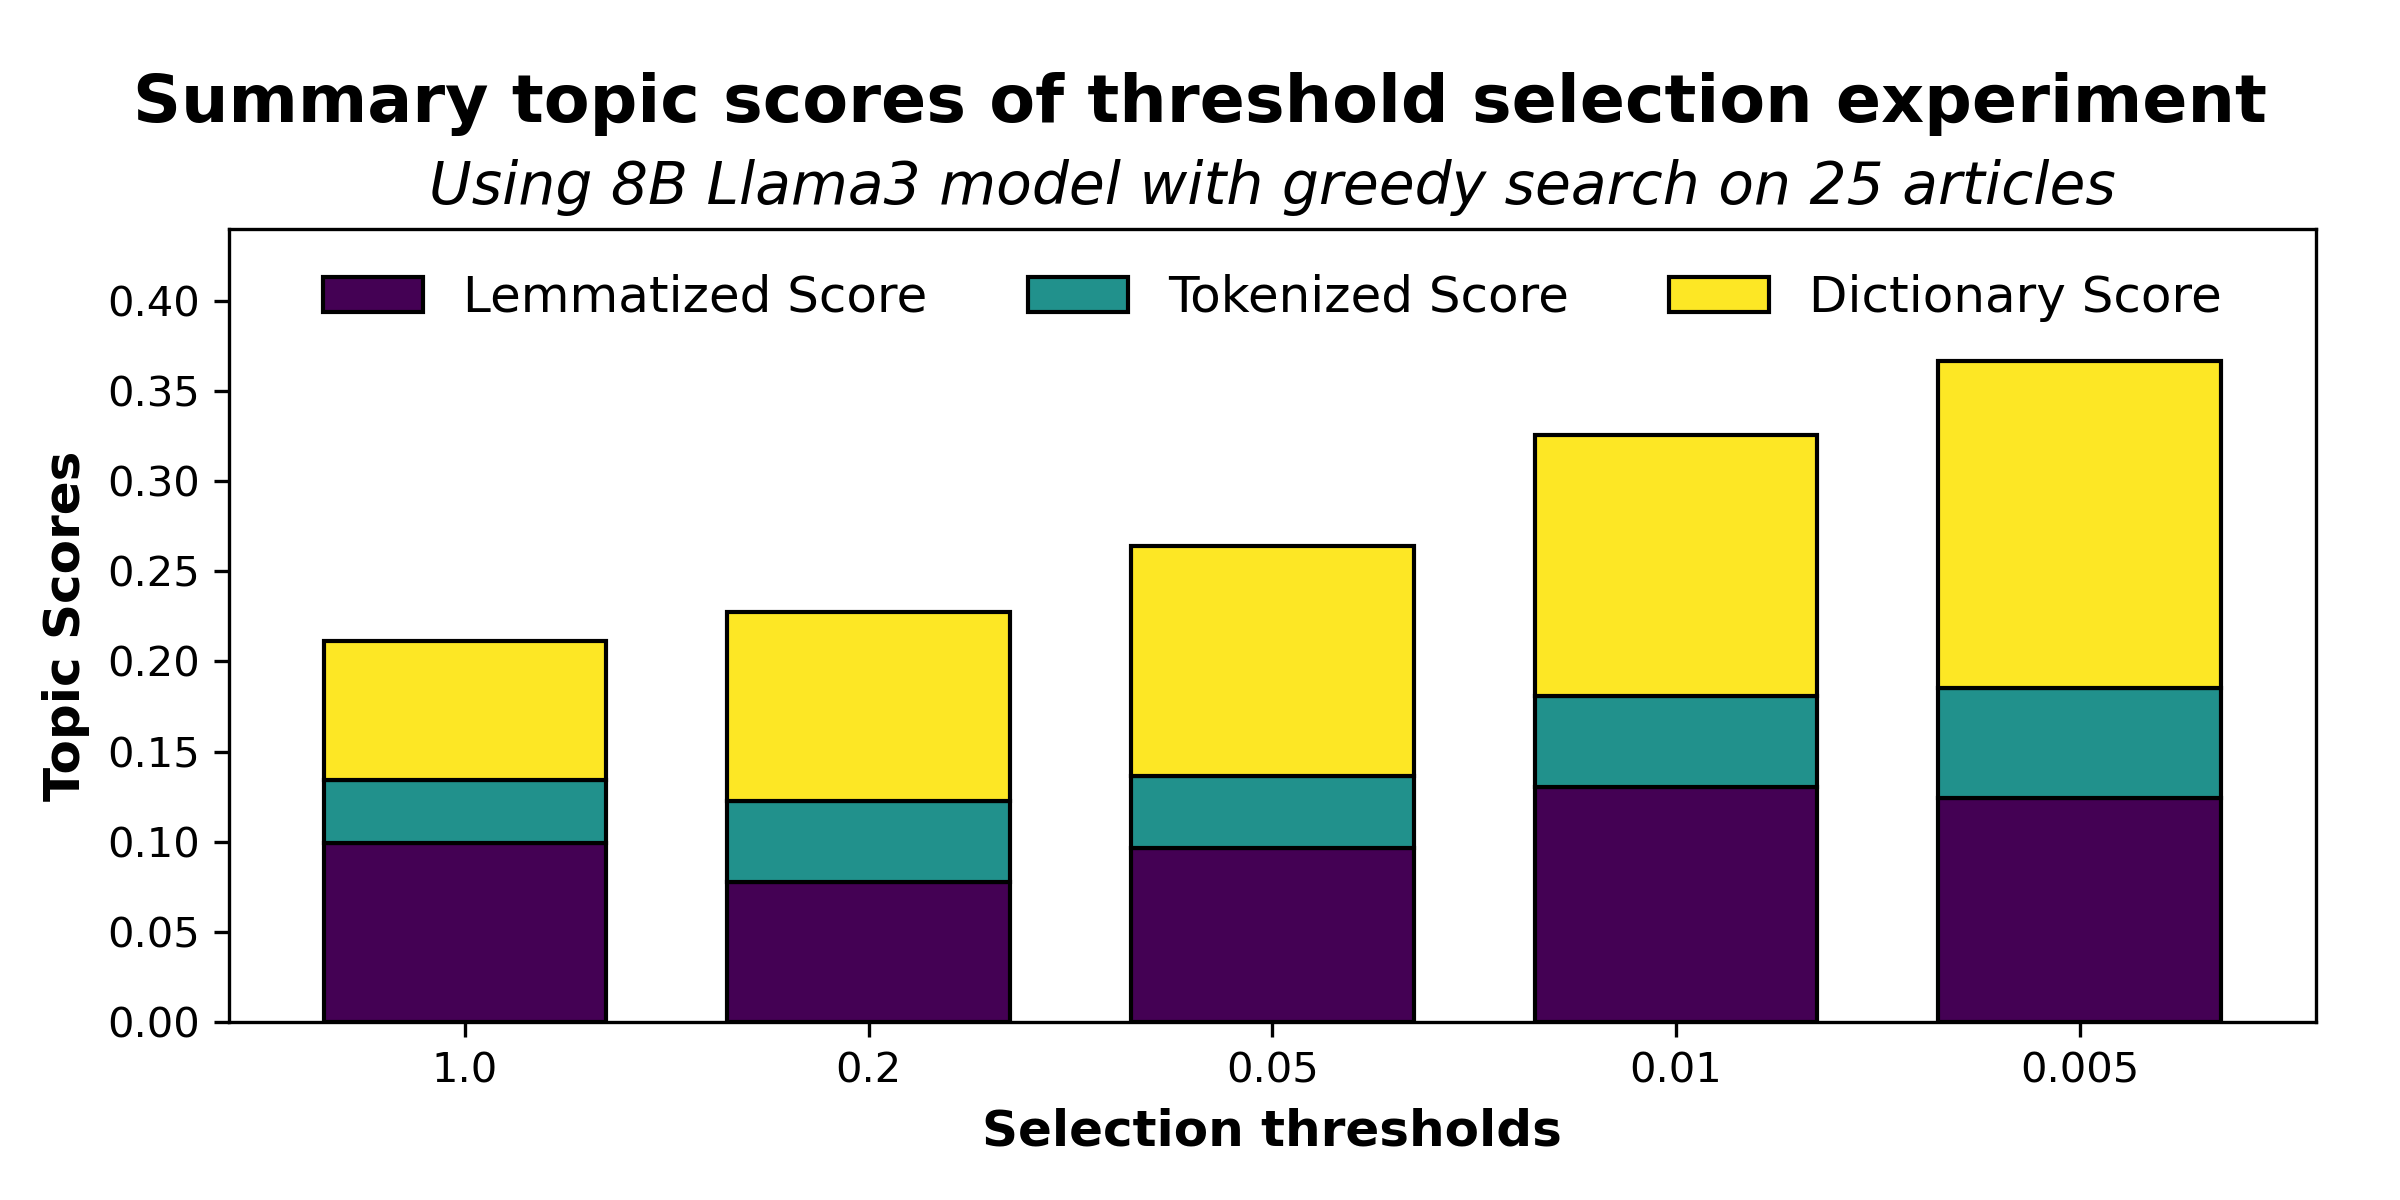 Summary topic scores of threshold selection experiment
Using 8B Llama3 model with greedy search on 25 articles
Lemmatized Score
Tokenized Score
Dictionary Score
Topic Scores
0.40
0.35
0.30
0.25
0.20
0.15
0.10
0.05
0.00
1.0
0.2
0.05
0.01
0.005
Selection thresholds